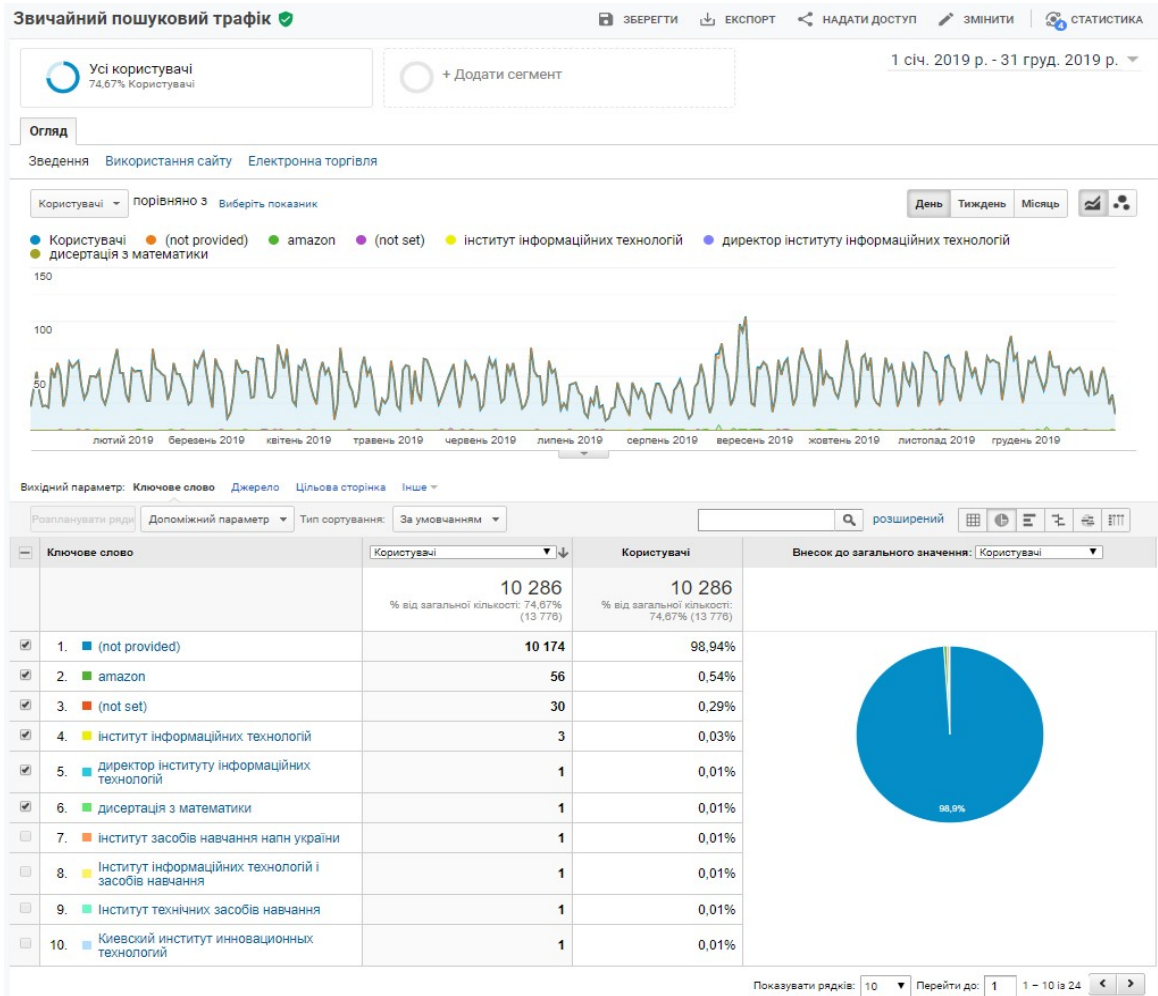 Звичайний пошуковий трафік
ЗБЕРЕГТИ ЕКСПОРТ НАДАТИ ДОСТУП ЗМІНИТИ 4 СТАТИСТИКА
Усі користувачі
74,67% Користувачі
+ Додати сегмент
1 січ. 2019 р. - 31 груд. 2019 р.
Огляд
Зведення Використання сайту Електронна торгівля
Користувачі порівняно з Виберіть показник
День Тиждень Місяць
Користувачі (not provided) amazon (not set) інститут інформаційних технологій директор інституту інформаційних технологій
дисертація з математики
150
100
50
лютий 2019 березень 2019 квітень 2019 травень 2019 червень 2019 липень 2019 серпень 2019 вересень 2019 жовтень 2019 листопад 2019 грудень 2019
Вихідний параметр: Ключове слово Джерело Цільова сторінка Інше
Розпланувати ряди Допоміжний параметр Тип сортування: За умовчанням розширений
Ключове слово Користувачі Користувачі Внесок до загального значення: Користувачі
10 286 10 286
% від загальної кількості: 74,67% % від загальної кількості:
(13 776) 74,67% (13 776)
1. (not provided) 10 174 98,94%
2. amazon 56 0,54%
3. (not set) 30 0,29%
4. інститут інформаційних технологій 3 0,03%
5. директор інституту інформаційних технологій 1 0,01%
6. дисертація з математики 1 0,01%
98,9%
7. інститут засобів навчання напн україни 1 0,01%
8. Інститут інформаційних технологій і засобів навчання 1 0,01%
9. Інститут технічних засобів навчання 1 0,01%
10. Киевский институт инновационных технологий 1 0,01%
Показувати рядків: 10 Перейти до: 1 1 – 10 із 24